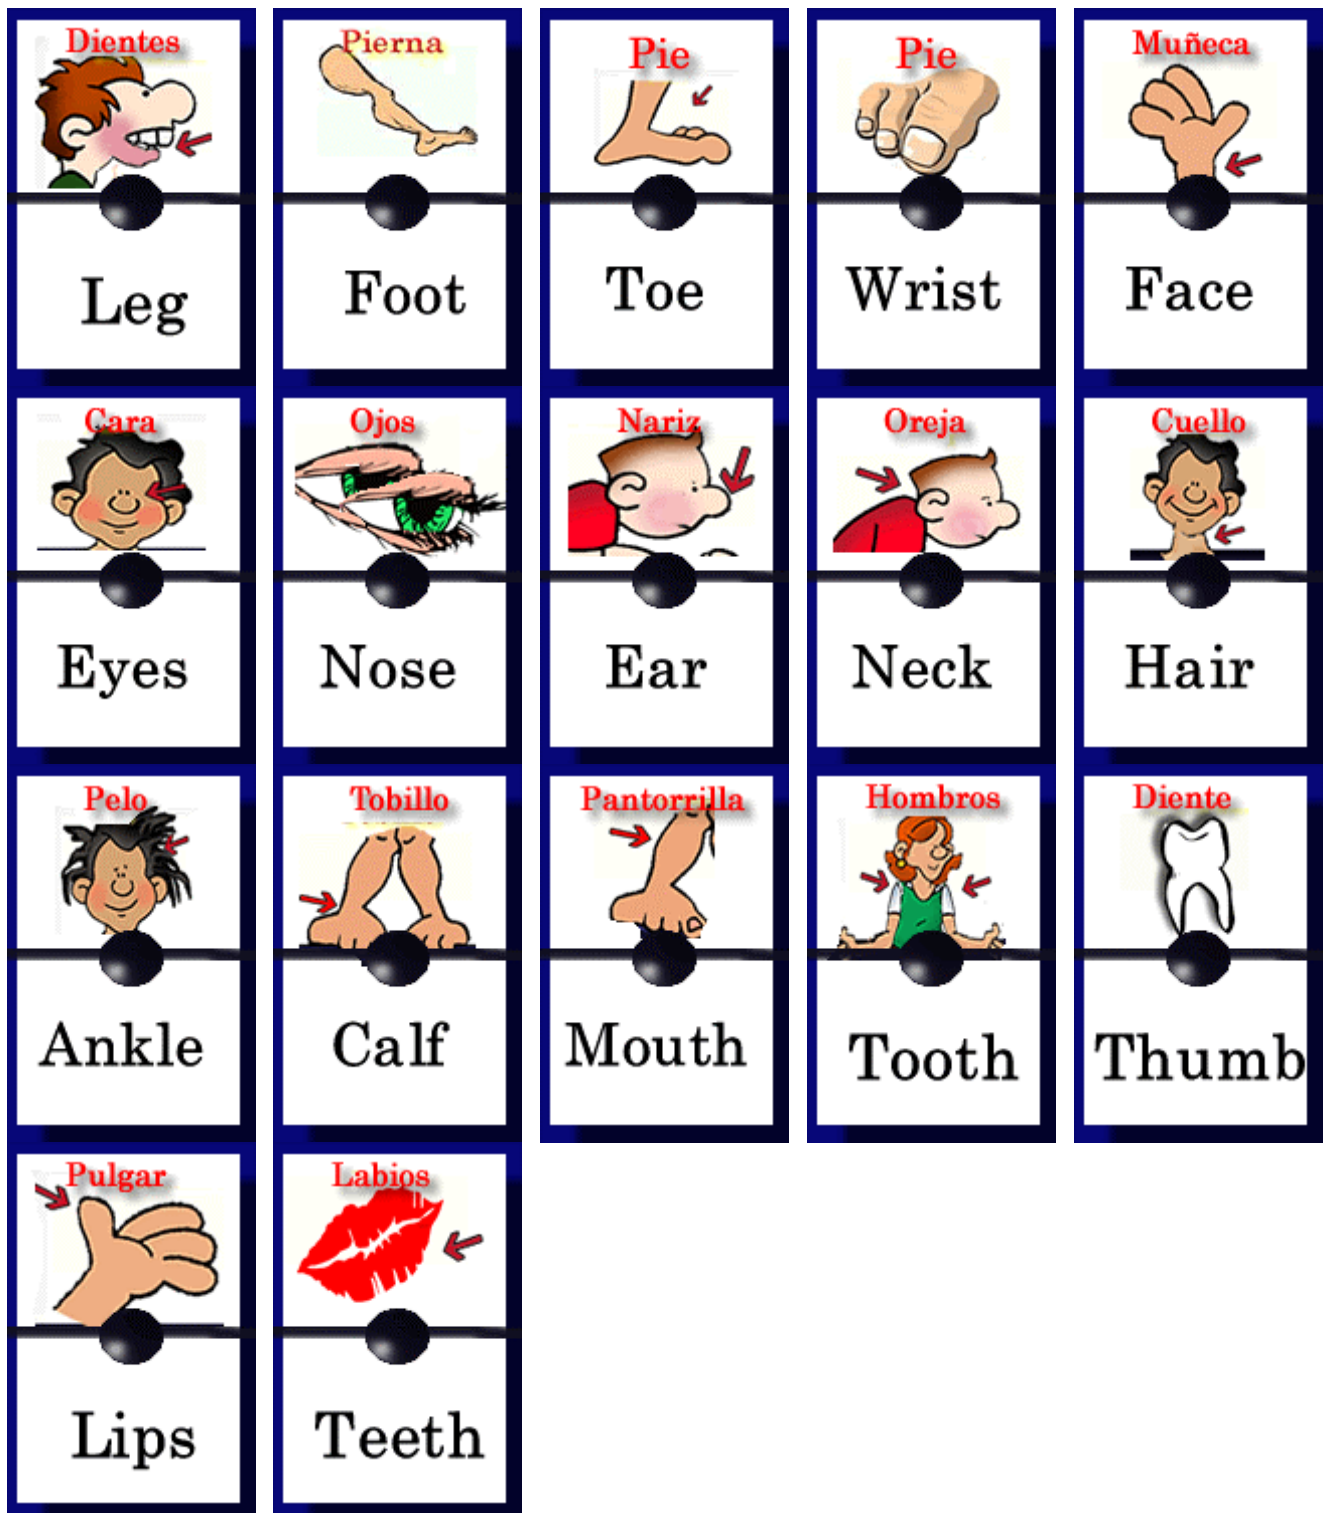 Dientes
Leg
Pierna
Foot
Pie
Toe
Pie
Wrist
Muñeca
Face
Cara
Eyes
Ojos
Nose
Nariz
Ear
Oreja
Neck
Cuello
Hair
Pelo
Ankle
Tobillo
Calf
Pantorrilla
Mouth
Hombros
Tooth
Diente
Thumb
Pulgar
Lips
Labios
Teeth